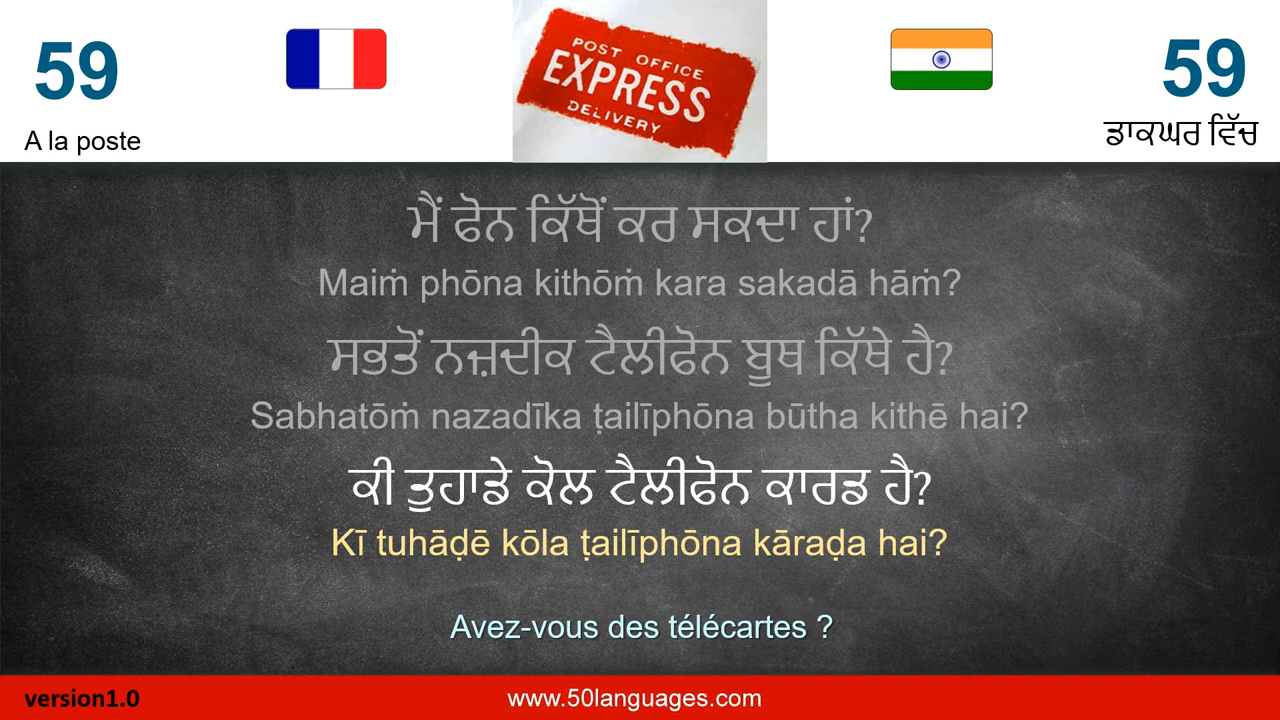 59
A la poste
POST OFFICE
EXPRESS
DELIVERY
59
ਡਾਕਘਰ ਵਿੱਚ
ਮੈਂ ਫੋਨ ਕਿੱਥੋਂ ਕਰ ਸਕਦਾ ਹਾਂ?
Maiṁ phōna kithōṁ kara sakadā hāṁ?
ਸਭਤੋਂ ਨਜ਼ਦੀਕ ਟੈਲੀਫੋਨ ਬੂਥ ਕਿੱਥੇ ਹੈ?
Sabhatōṁ nazadīka ṭailīphōna būtha kithē hai?
ਕੀ ਤੁਹਾਡੇ ਕੋਲ ਟੈਲੀਫੋਨ ਕਾਰਡ ਹੈ?
Kī tuhāḍē kōla ṭailīphōna kāraḍa hai?
Avez-vous des télécartes ?
version1.0
www.50languages.com